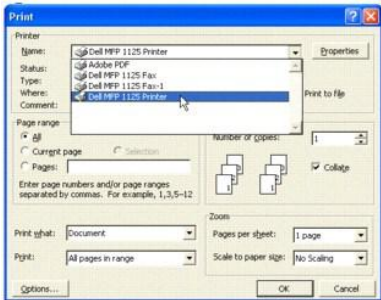 Print
Printer
Name: Dell MFP 1125 Printer Properties
Adobe PDF
Status: Dell MFP 1125 Fax
Type: Dell MFP 1125 Fax-1
Where: Dell MFP 1125 Printer Print to file
Comment:
Page range
All Number of copies: 1
Current page Selection
Pages: Collate
Enter page numbers and/or page ranges
separated by commas. For example, 1,3,5–12
Zoom
Print what: Document Pages per sheet: 1 page
Print: All pages in range Scale to paper size: No Scaling
Options... OK Cancel